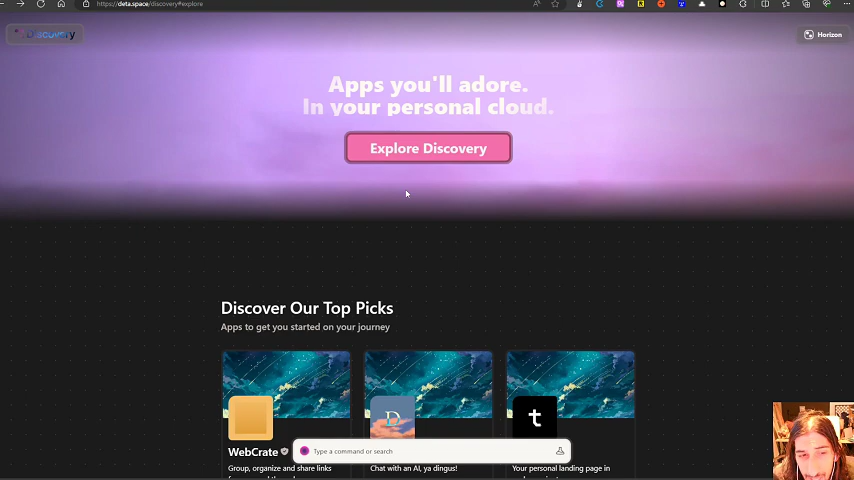 https://deta.space/discovery#explore
Discovery
Horizon
Apps you'll adore.
In your personal cloud.
Explore Discovery
Discover Our Top Picks
Apps to get you started on your journey
D
t
WebCrate
Type a command or search
Group, organize and share links
Chat with an AI, ya dingus!
Your personal landing page in